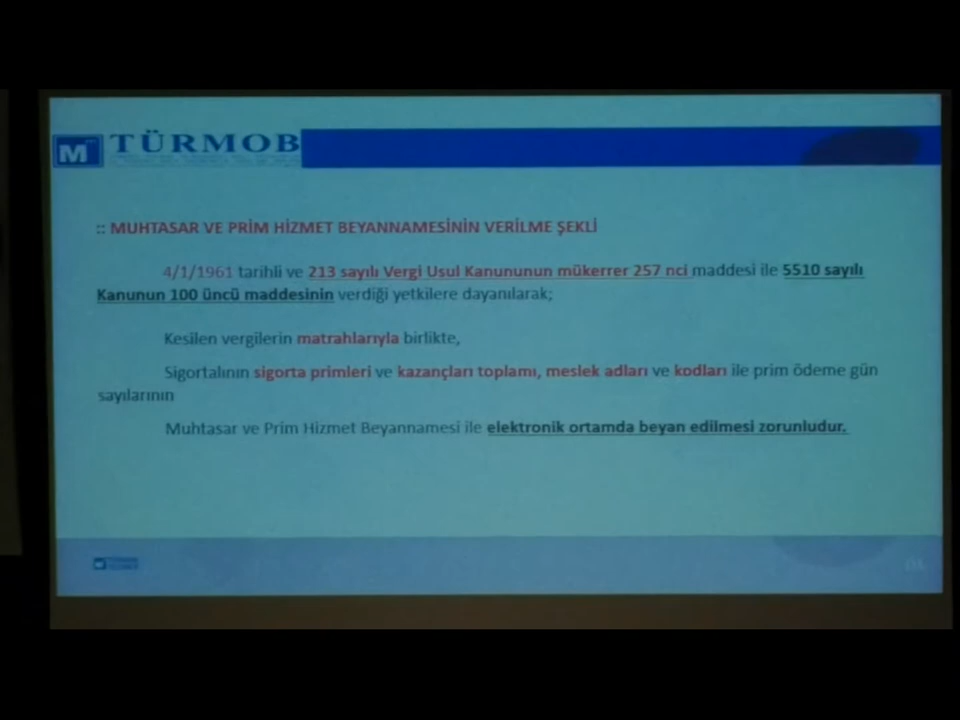 TÜRMOB
:: MUHTASAR VE PRİM HİZMET BEYANNAMESİNİN VERİLME ŞEKLİ
4/1/1961 tarihli ve 213 sayılı Vergi Usul Kanununun mükerrer 257 nci maddesi ile 5510 sayılı
Kanunun 100 üncü maddesinin verdiği yetkilere dayanılarak;
Kesilen vergilerin matrahlarıyla birlikte,
Sigortalının sigorta primleri ve kazançları toplamı, meslek adları ve kodları ile prim ödeme gün
sayılarının
Muhtasar ve Prim Hizmet Beyannamesi ile elektronik ortamda beyan edilmesi zorunludur.